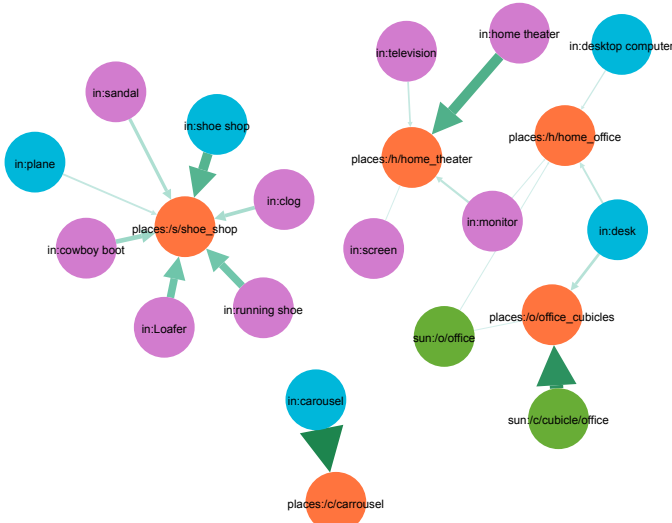 in:home theater
in:desktop computer
in:television
in:sandal
in:shoe shop
places:/h/home_office
places:/h/home_theater
in:plane
in:clog
in:monitor
in:desk
places:/s/shoe_shop
in:cowboy boot
in:screen
in:running shoe
places:/o/office_cubicles
in:Loafer
sun:/o/office
in:carousel
sun:/c/cubicle/office
places:/c/carrousel